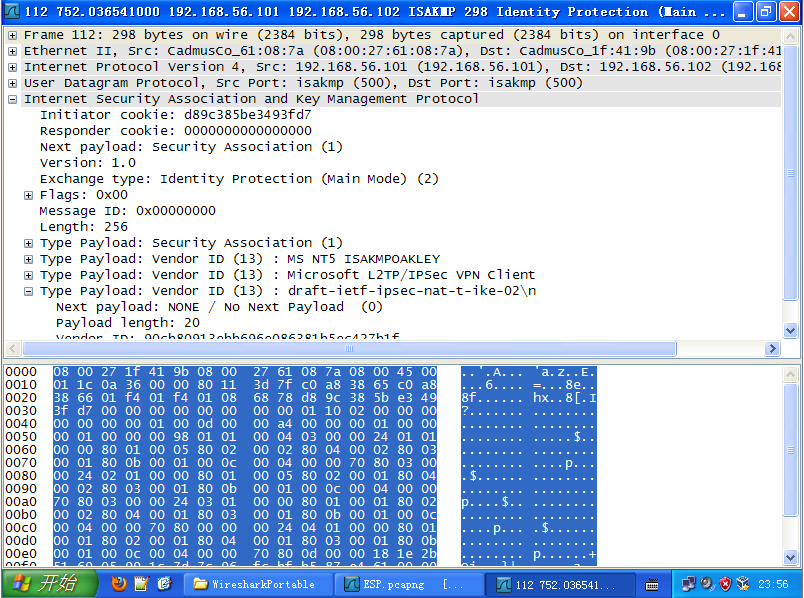 112 752.036541000 192.168.56.101 192.168.56.102 ISAKMP 298 Identity Protection (Main ...
Frame 112: 298 bytes on wire (2384 bits), 298 bytes captured (2384 bits) on interface 0
Ethernet II, Src: CadmusCo_61:08:7a (08:00:27:61:08:7a), Dst: CadmusCo_1f:41:9b (08:00:27:1f:41
Internet Protocol Version 4, Src: 192.168.56.101 (192.168.56.101), Dst: 192.168.56.102 (192.168
User Datagram Protocol, Src Port: isakmp (500), Dst Port: isakmp (500)
Internet Security Association and Key Management Protocol
Initiator cookie: d89c385be3493fd7
Responder cookie: 0000000000000000
Next payload: Security Association (1)
Version: 1.0
Exchange type: Identity Protection (Main Mode) (2)
Flags: 0x00
Message ID: 0x00000000
Length: 256
Type Payload: Security Association (1)
Type Payload: Vendor ID (13) : MS NT5 ISAKMPOAKLEY
Type Payload: Vendor ID (13) : Microsoft L2TP/IPSec VPN Client
Type Payload: Vendor ID (13) : draft-ietf-ipsec-nat-t-ike-02\n
Next payload: NONE / No Next Payload  (0)
Payload length: 20
Vendor ID: 90cb80913ebb696e086381b5ec427b1f
0000 08 00 27 1f 41 9b 08 00 27 61 08 7a 08 00 45 00 ..'.A... 'a.z..E.
0010 01 1c 0a 36 00 00 80 11 3d 7f c0 a8 38 65 c0 a8 ...6.... =...8e..
0020 38 66 01 f4 01 f4 01 08 68 78 d8 9c 38 5b e3 49 8f...... hx..8[.I
0030 3f d7 00 00 00 00 00 00 00 00 01 10 02 00 00 00 ?....... ........
0040 00 00 00 00 01 00 0d 00 00 a4 00 00 00 01 00 00 ........ ........
0050 00 01 00 00 00 98 01 01 00 04 03 00 00 24 01 01 ........ .....$..
0060 00 00 80 01 00 05 80 02 00 02 80 04 00 02 80 03 ........ ........
0070 00 01 80 0b 00 01 00 0c 00 04 00 00 70 80 03 00 ........ ....p...
0080 00 24 02 01 00 00 80 01 00 05 80 02 00 01 80 04 .$...... ........
0090 00 02 80 03 00 01 80 0b 00 01 00 0c 00 04 00 00 ........ ........
00a0 70 80 03 00 00 24 03 01 00 00 80 01 00 01 80 02 p....$.. ........
00b0 00 02 80 04 00 01 80 03 00 01 80 0b 00 01 00 0c ........ ........
00c0 00 04 00 00 70 80 00 00 00 24 04 01 00 00 80 01 ....p... .$......
00d0 00 01 80 02 00 01 80 04 00 01 80 03 00 01 80 0b ........ ........
00e0 00 01 00 0c 00 04 00 00 70 80 0d 00 00 18 1e 2b ........ p......+
开始
WiresharkPortable
ESP.pcapng [...
112 752.036541...
23:56